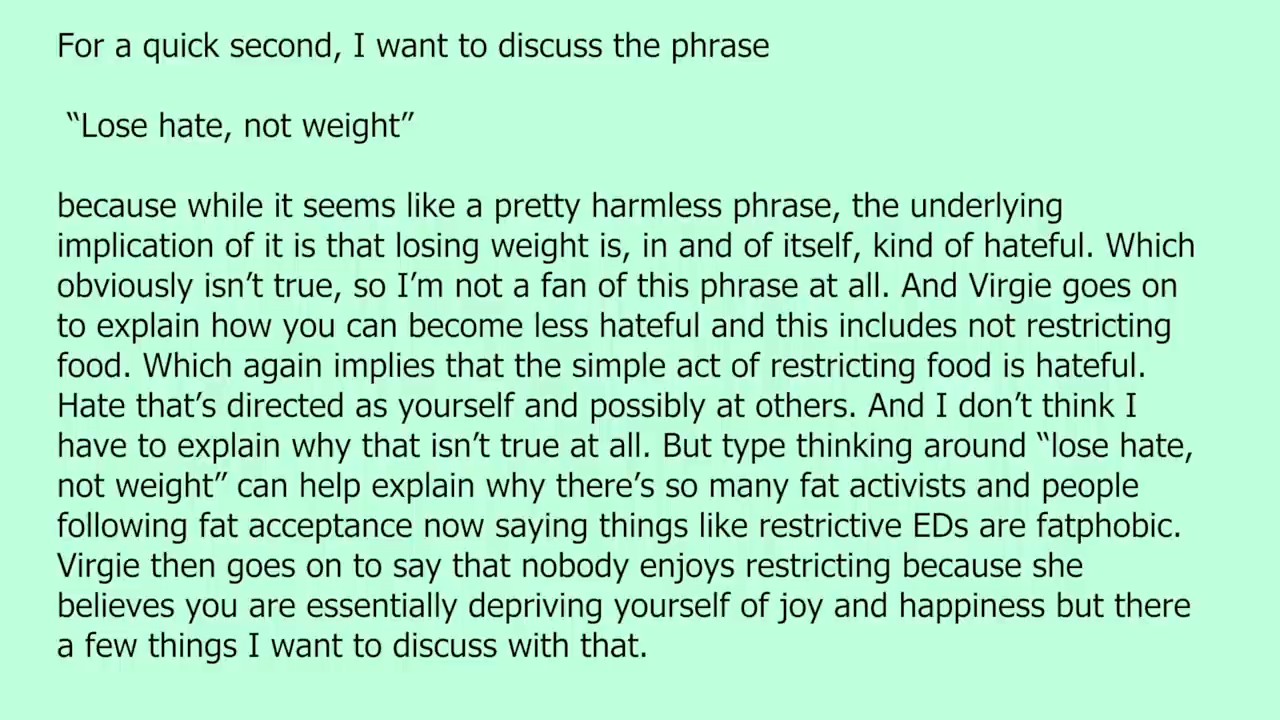 For a quick second, I want to discuss the phrase
“Lose hate, not weight”
because while it seems like a pretty harmless phrase, the underlying
implication of it is that losing weight is, in and of itself, kind of hateful. Which
obviously isn’t true, so I’m not a fan of this phrase at all. And Virgie goes on
to explain how you can become less hateful and this includes not restricting
food. Which again implies that the simple act of restricting food is hateful.
Hate that’s directed as yourself and possibly at others. And I don’t think I
have to explain why that isn’t true at all. But type thinking around “lose hate,
not weight” can help explain why there’s so many fat activists and people
following fat acceptance now saying things like restrictive EDs are fatphobic.
Virgie then goes on to say that nobody enjoys restricting because she
believes you are essentially depriving yourself of joy and happiness but there
a few things I want to discuss with that.